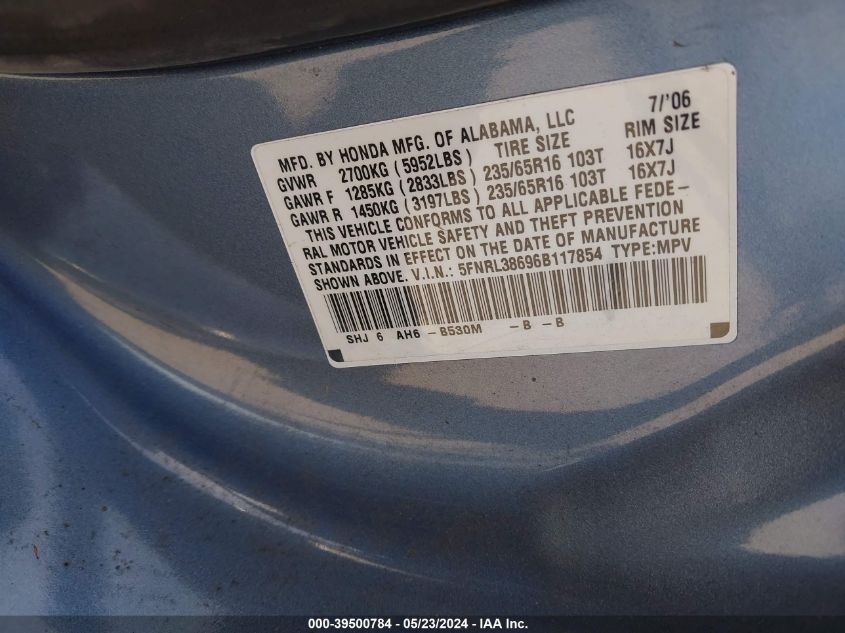 MFD. BY HONDA MFG. OF ALABAMA, LLC 7/'06
GVWR 2700KG (5952LBS) TIRE SIZE RIM SIZE
GAWR F 1285KG (2833LBS) 235/65R16 103T 16X7J
GAWR R 1450KG (3197LBS) 235/65R16 103T 16X7J
THIS VEHICLE CONFORMS TO ALL APPLICABLE FEDE-
RAL MOTOR VEHICLE SAFETY AND THEFT PREVENTION
STANDARDS IN EFFECT ON THE DATE OF MANUFACTURE
SHOWN ABOVE. V.I.N.: 5FNRL38696B117854 TYPE:MPV
SHJ 6 AH6 -B530M -B -B
000-39500784 - 05/23/2024 - IAA Inc.